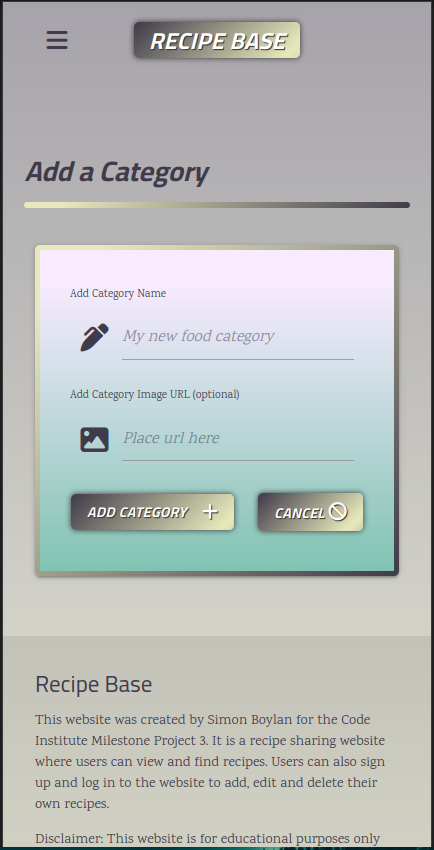 RECIPE BASE
Add a Category
Add Category Name
My new food category
Add Category Image URL (optional)
Place url here
ADD CATEGORY
CANCEL
Recipe Base
This website was created by Simon Boylan for the Code
Institute Milestone Project 3. It is a recipe sharing website
where users can view and find recipes. Users can also sign
up and log in to the website to add, edit and delete their
own recipes.
Disclaimer: This website is for educational purposes only